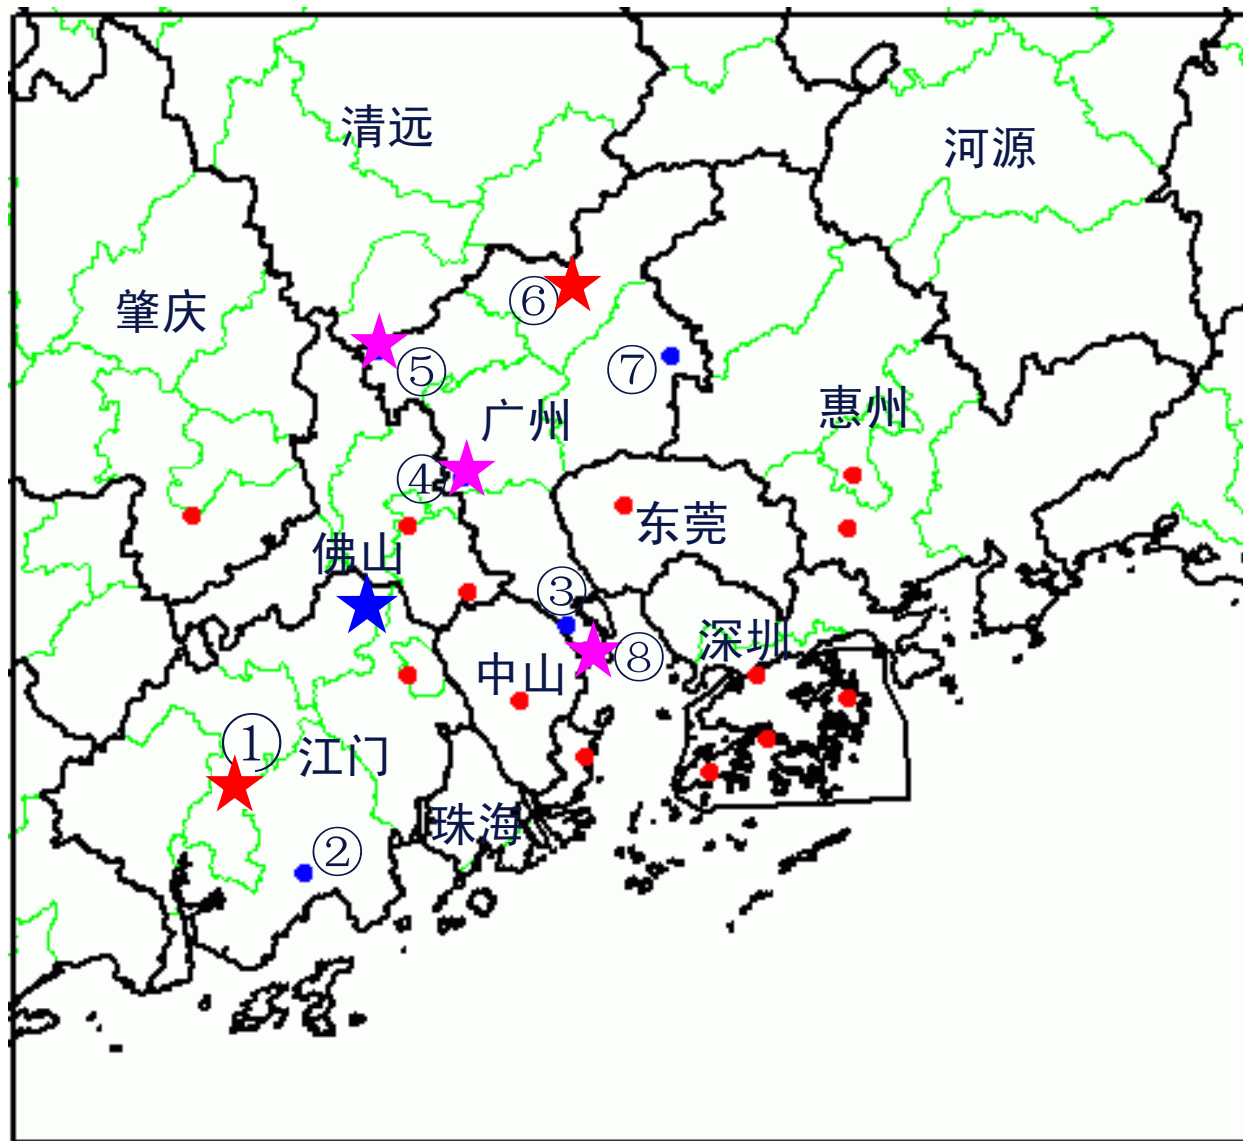 清远
河源
肇庆
⑥
⑦
⑤
广州
惠州
④
东莞
佛山
③
深圳
⑧
中山
①
江门
珠海
②